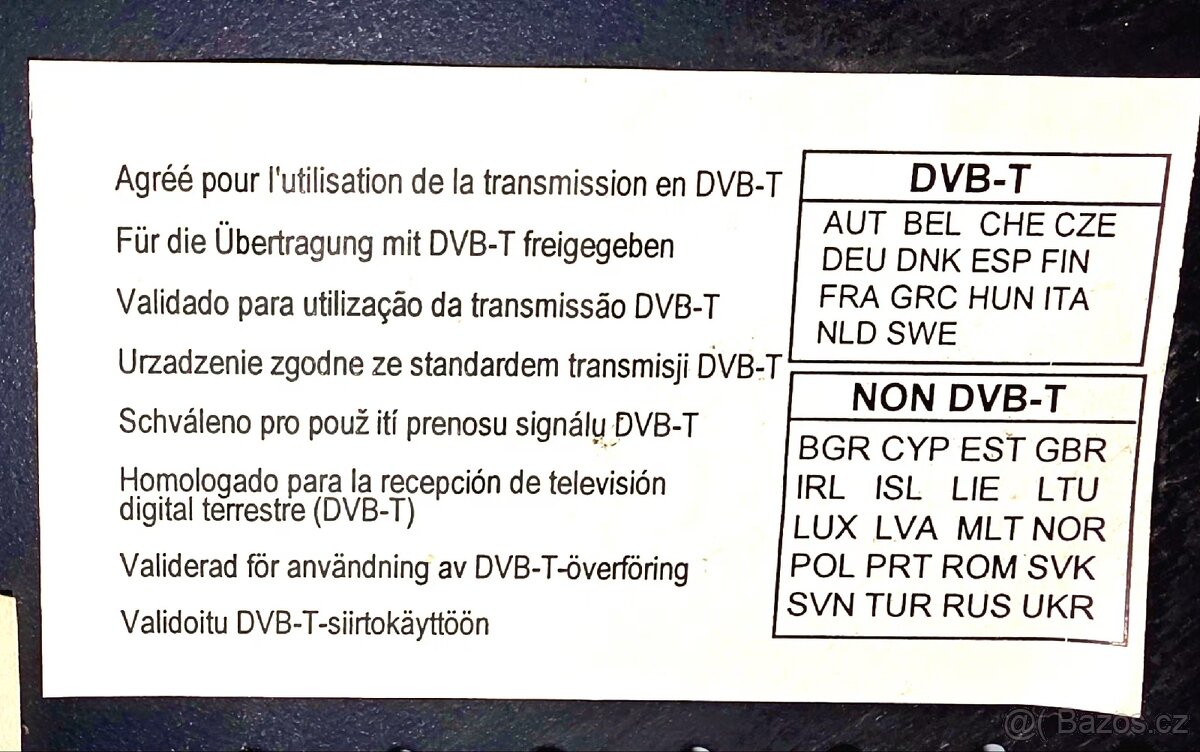 Agréé pour l'utilisation de la transmission en DVB-T
Für die Übertragung mit DVB-T freigegeben
Validado para utilização da transmissão DVB-T
Urzadzenie zgodne ze standardem transmisji DVB-T
Schváleno pro použ ití prenosu signálu DVB-T
Homologado para la recepción de televisión
digital terrestre (DVB-T)
Validerad för användning av DVB-T-överföring
Validoitu DVB-T-siirtokäyttöön
DVB-T
AUT BEL CHE CZE
DEU DNK ESP FIN
FRA GRC HUN ITA
NLD SWE
NON DVB-T
BGR CYP EST GBR
IRL ISL LIE LTU
LUX LVA MLT NOR
POL PRT ROM SVK
SVN TUR RUS UKR
Bazos.cz